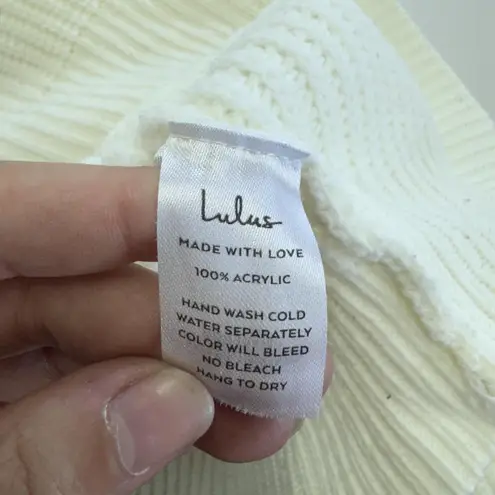 Lulus
MADE WITH LOVE
100% ACRYLIC
HAND WASH COLD
WATER SEPARATELY
COLOR WILL BLEED
NO BLEACH
HANG TO DRY